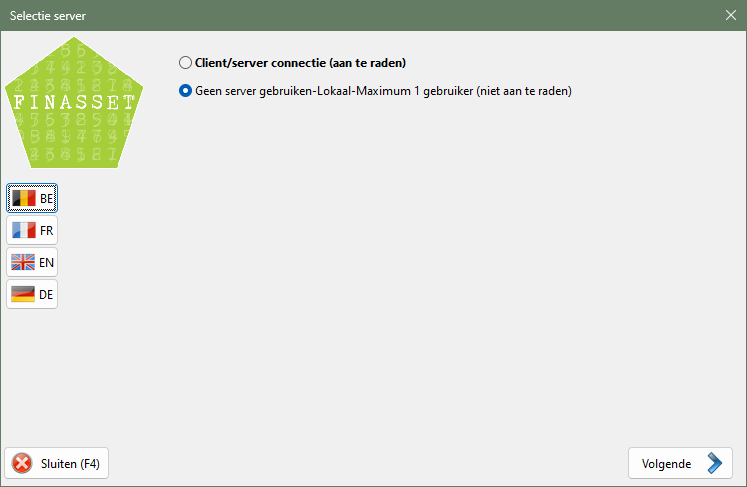 Selectie server
Client/server connectie (aan te raden)
Geen server gebruiken-Lokaal-Maximum 1 gebruiker (niet aan te raden)
FINASSET
BE
FR
EN
DE
Sluiten (F4)
Volgende